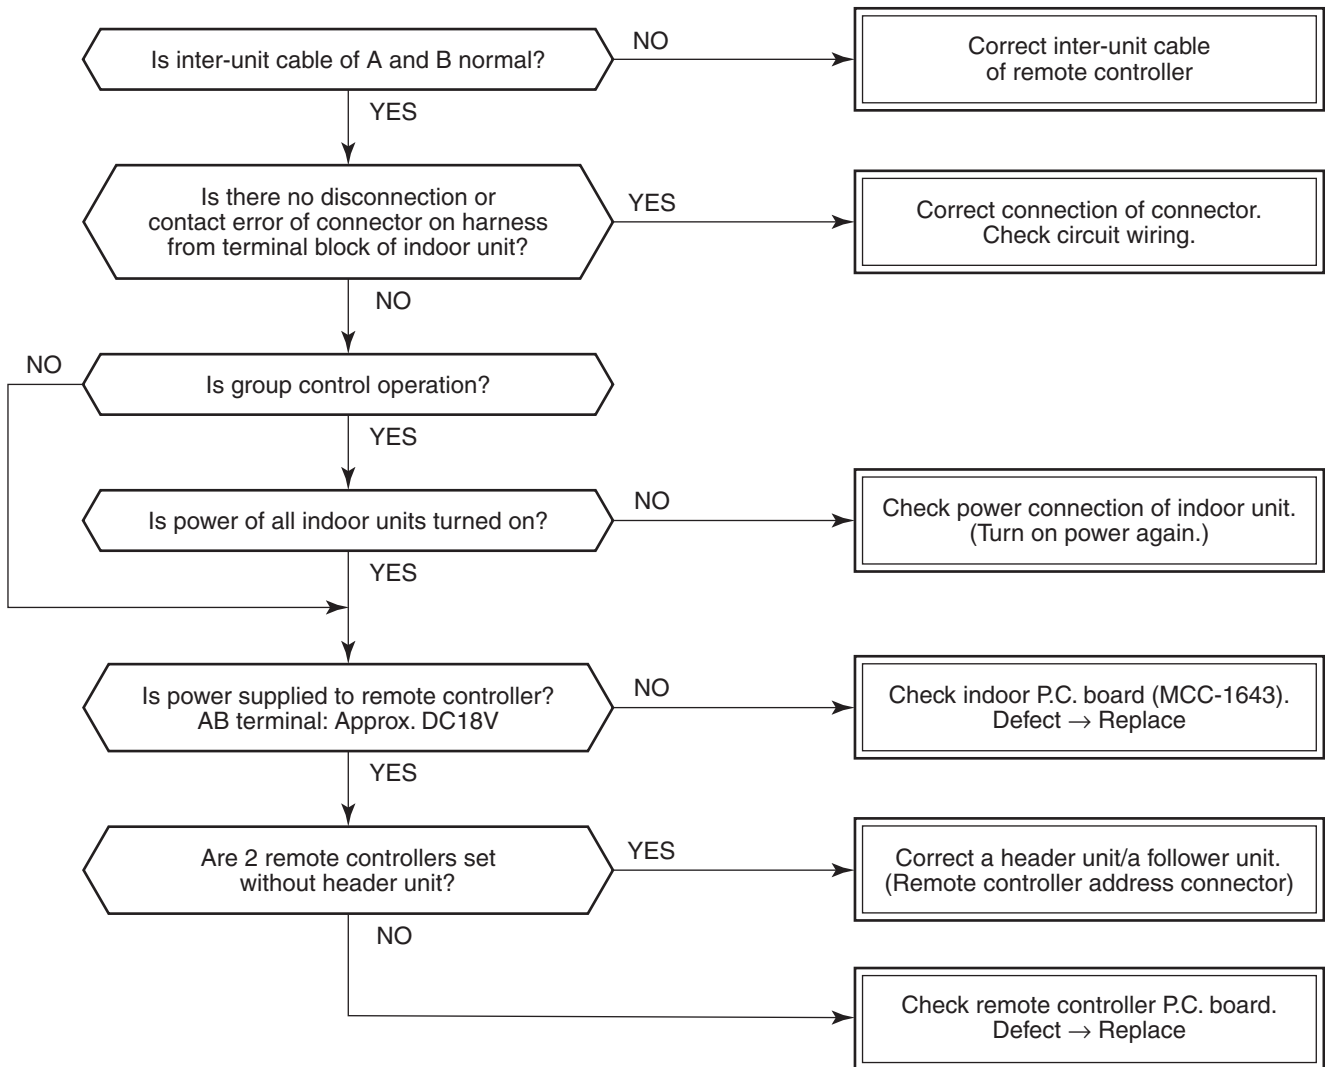 Is inter-unit cable of A and B normal?
NO
Correct inter-unit cable
of remote controller
YES
Is there no disconnection or
contact error of connector on harness
from terminal block of indoor unit?
YES
Correct connection of connector.
Check circuit wiring.
NO
NO
Is group control operation?
YES
Is power of all indoor units turned on?
NO
Check power connection of indoor unit.
(Turn on power again.)
YES
Is power supplied to remote controller?
AB terminal: Approx. DC18V
NO
Check indoor P.C. board (MCC-1643).
Defect → Replace
YES
Are 2 remote controllers set
without header unit?
YES
Correct a header unit/a follower unit.
(Remote controller address connector)
NO
Check remote controller P.C. board.
Defect → Replace